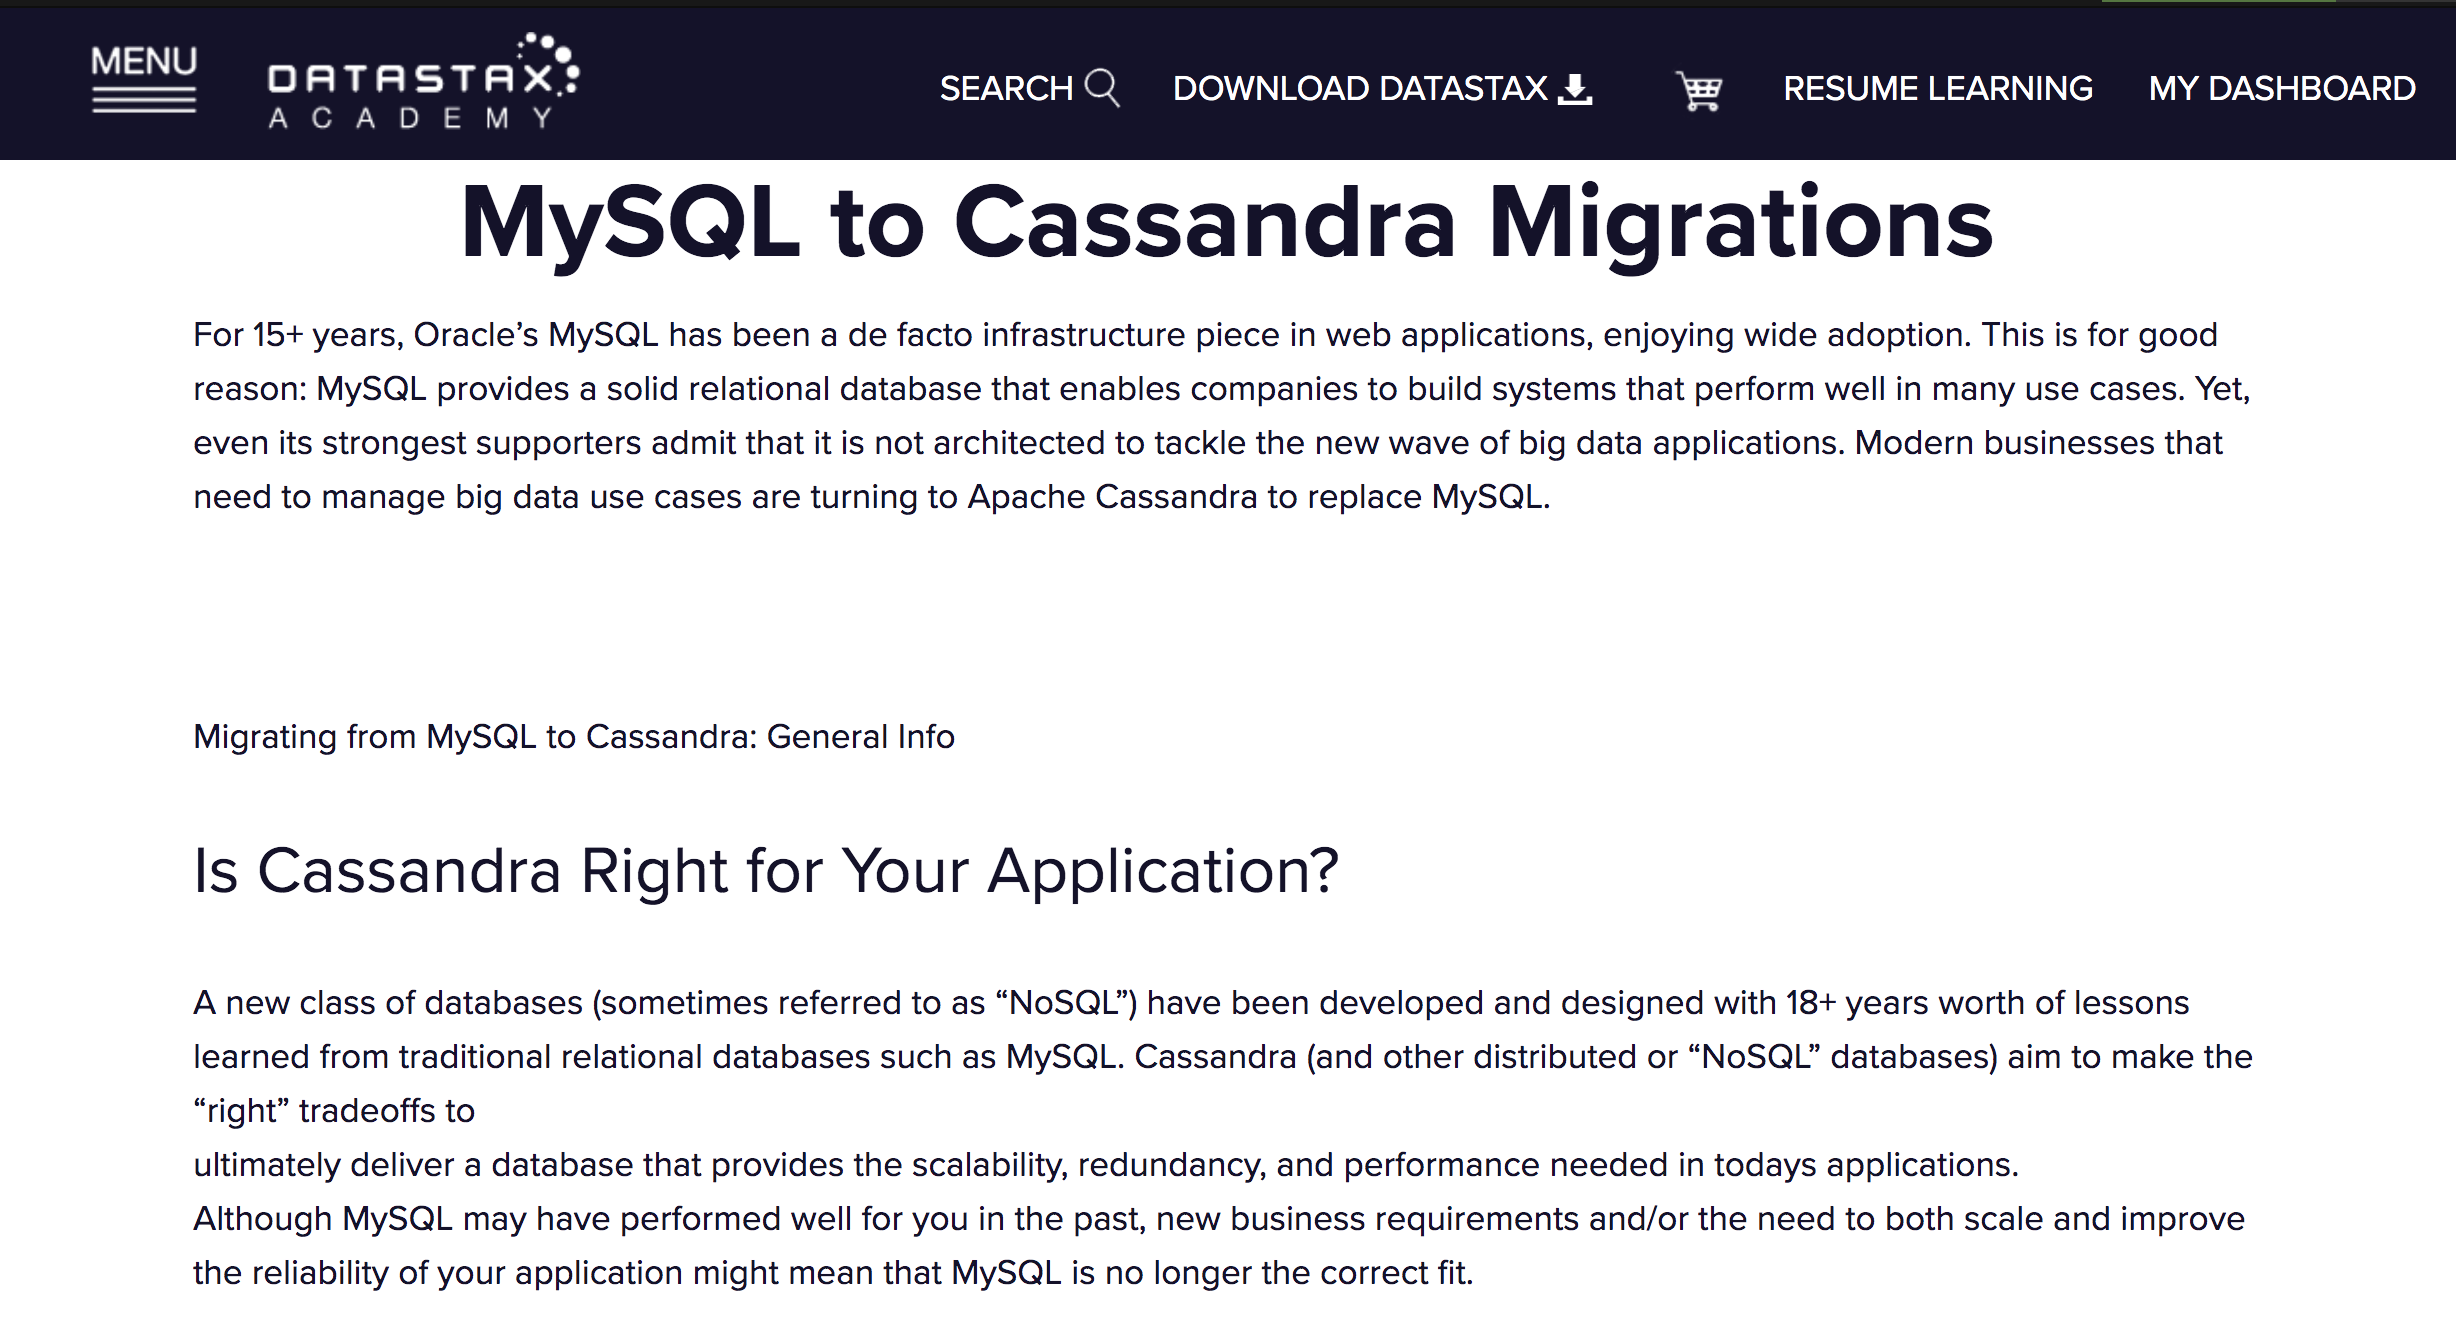 MENU
DATASTAX
ACADEMY
SEARCH
DOWNLOAD DATASTAX
RESUME LEARNING
MY DASHBOARD
MySQL to Cassandra Migrations
For 15+ years, Oracle’s MySQL has been a de facto infrastructure piece in web applications, enjoying wide adoption. This is for good
reason: MySQL provides a solid relational database that enables companies to build systems that perform well in many use cases. Yet,
even its strongest supporters admit that it is not architected to tackle the new wave of big data applications. Modern businesses that
need to manage big data use cases are turning to Apache Cassandra to replace MySQL.
Migrating from MySQL to Cassandra: General Info
Is Cassandra Right for Your Application?
A new class of databases (sometimes referred to as “NoSQL”) have been developed and designed with 18+ years worth of lessons
learned from traditional relational databases such as MySQL. Cassandra (and other distributed or “NoSQL” databases) aim to make the
“right” tradeoffs to
ultimately deliver a database that provides the scalability, redundancy, and performance needed in todays applications.
Although MySQL may have performed well for you in the past, new business requirements and/or the need to both scale and improve
the reliability of your application might mean that MySQL is no longer the correct fit.